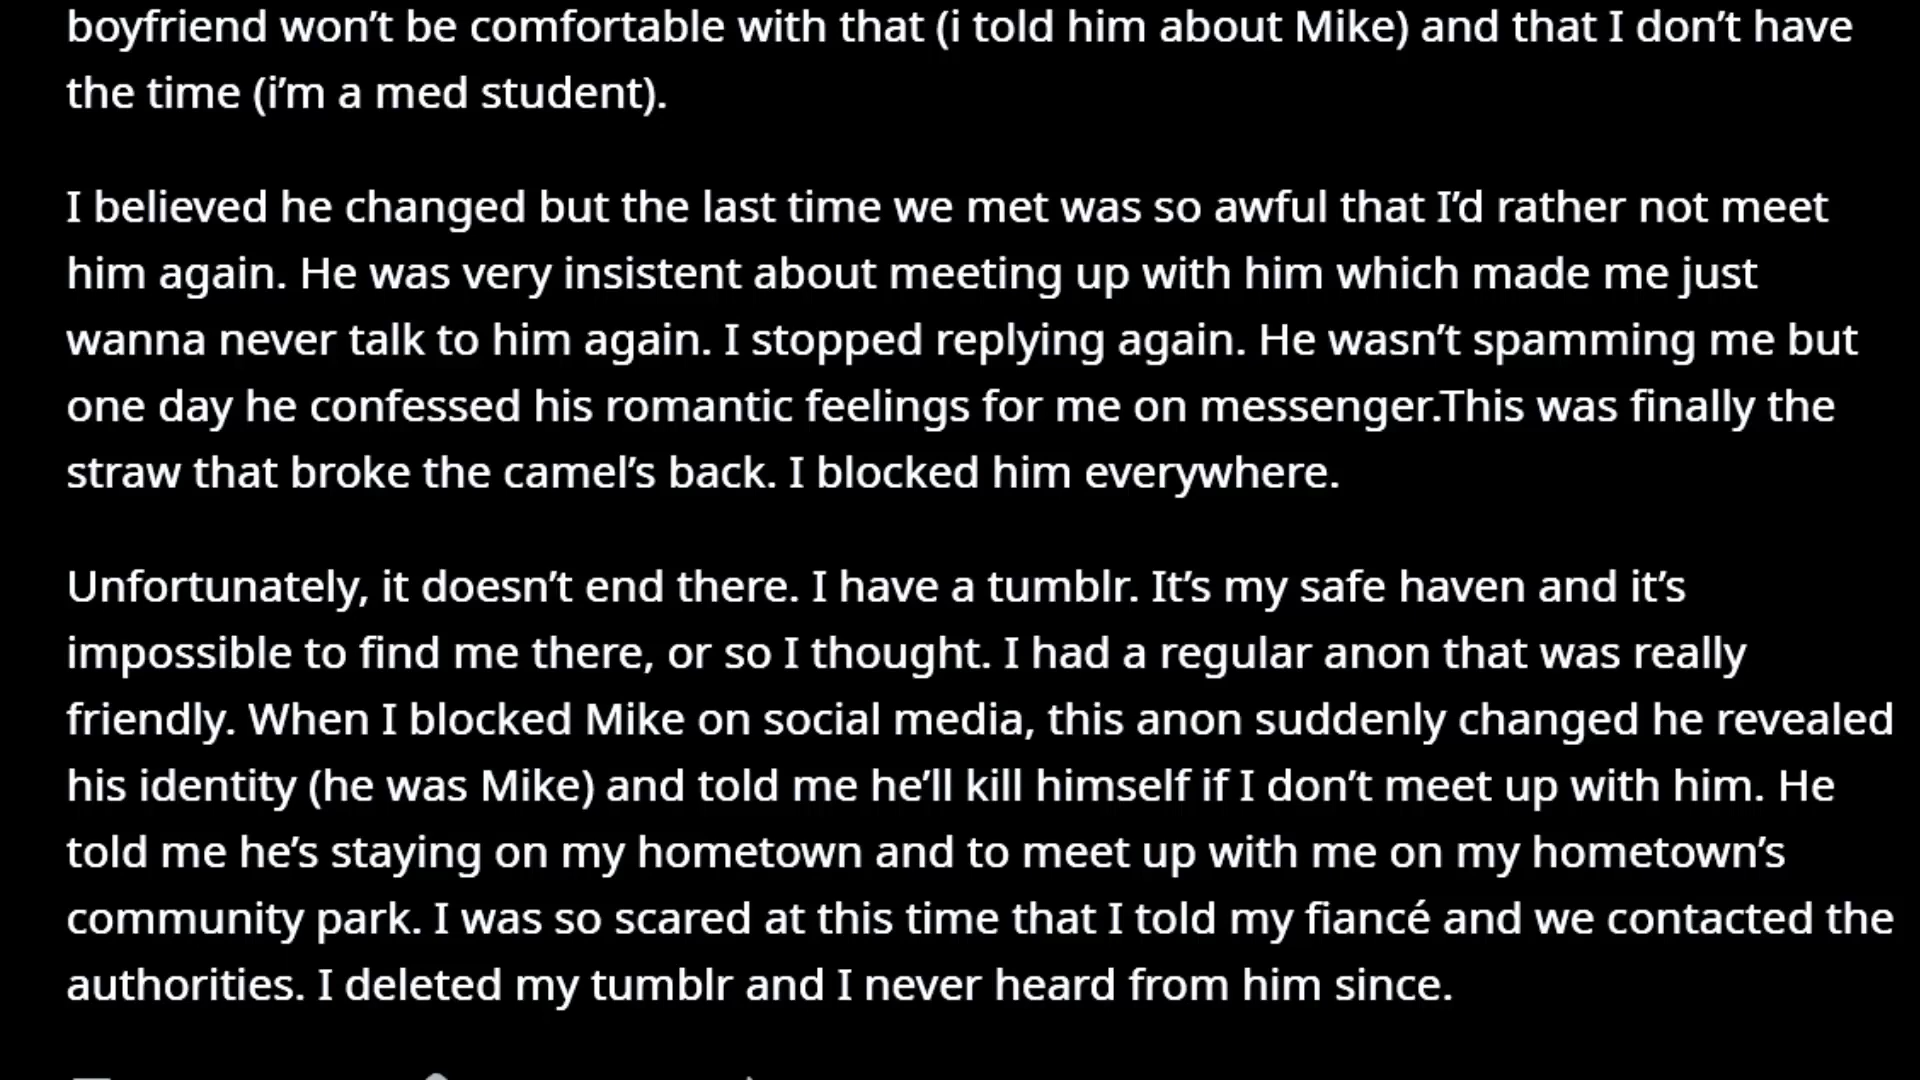 boyfriend won’t be comfortable with that (i told him about Mike) and that I don’t have
the time (i’m a med student).
I believed he changed but the last time we met was so awful that I’d rather not meet
him again. He was very insistent about meeting up with him which made me just
wanna never talk to him again. I stopped replying again. He wasn’t spamming me but
one day he confessed his romantic feelings for me on messenger.This was finally the
straw that broke the camel’s back. I blocked him everywhere.
Unfortunately, it doesn’t end there. I have a tumblr. It’s my safe haven and it’s
impossible to find me there, or so I thought. I had a regular anon that was really
friendly. When I blocked Mike on social media, this anon suddenly changed he revealed
his identity (he was Mike) and told me he’ll kill himself if I don’t meet up with him. He
told me he’s staying on my hometown and to meet up with me on my hometown’s
community park. I was so scared at this time that I told my fiancé and we contacted the
authorities. I deleted my tumblr and I never heard from him since.